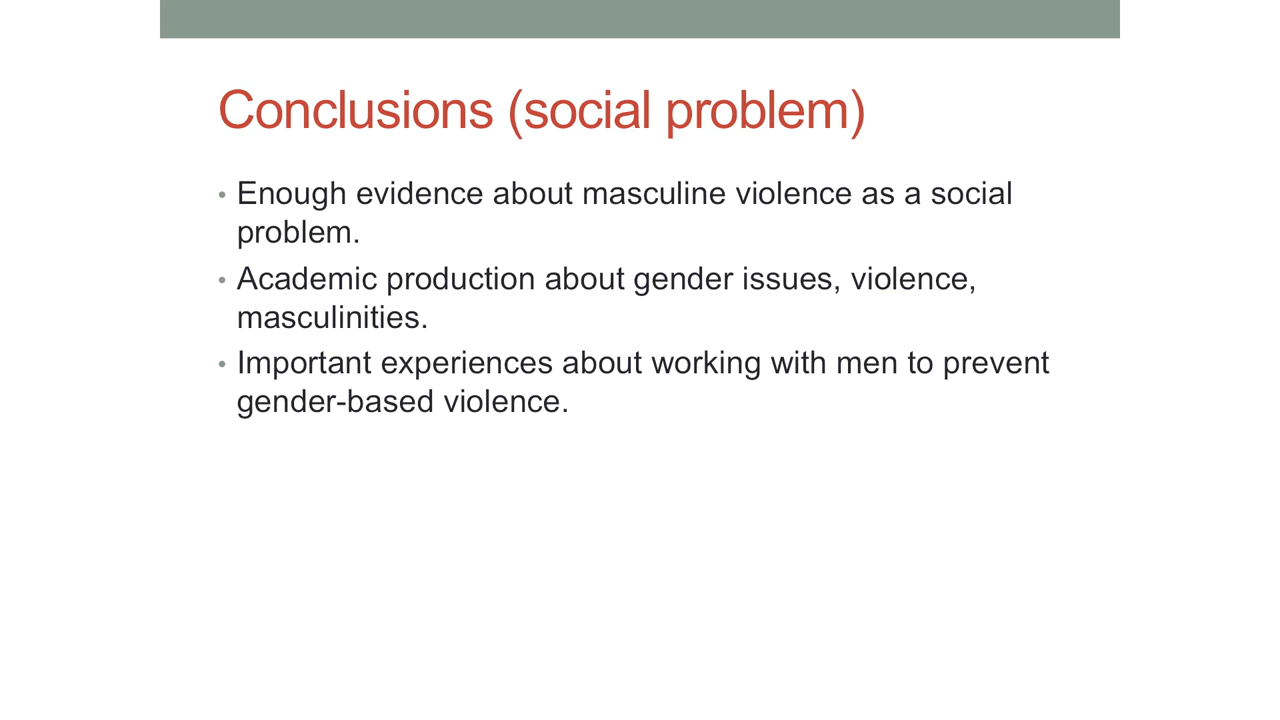 Conclusions (social problem)
• Enough evidence about masculine violence as a social
problem.
• Academic production about gender issues, violence,
masculinities.
• Important experiences about working with men to prevent
gender-based violence.